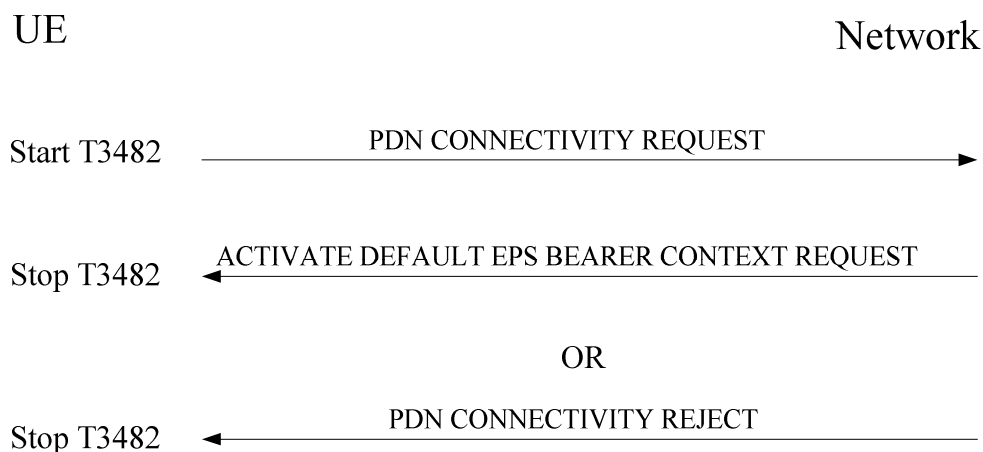 UE
Network
Start T3482
PDN CONNECTIVITY REQUEST
Stop T3482
ACTIVATE DEFAULT EPS BEARER CONTEXT REQUEST
OR
Stop T3482
PDN CONNECTIVITY REJECT